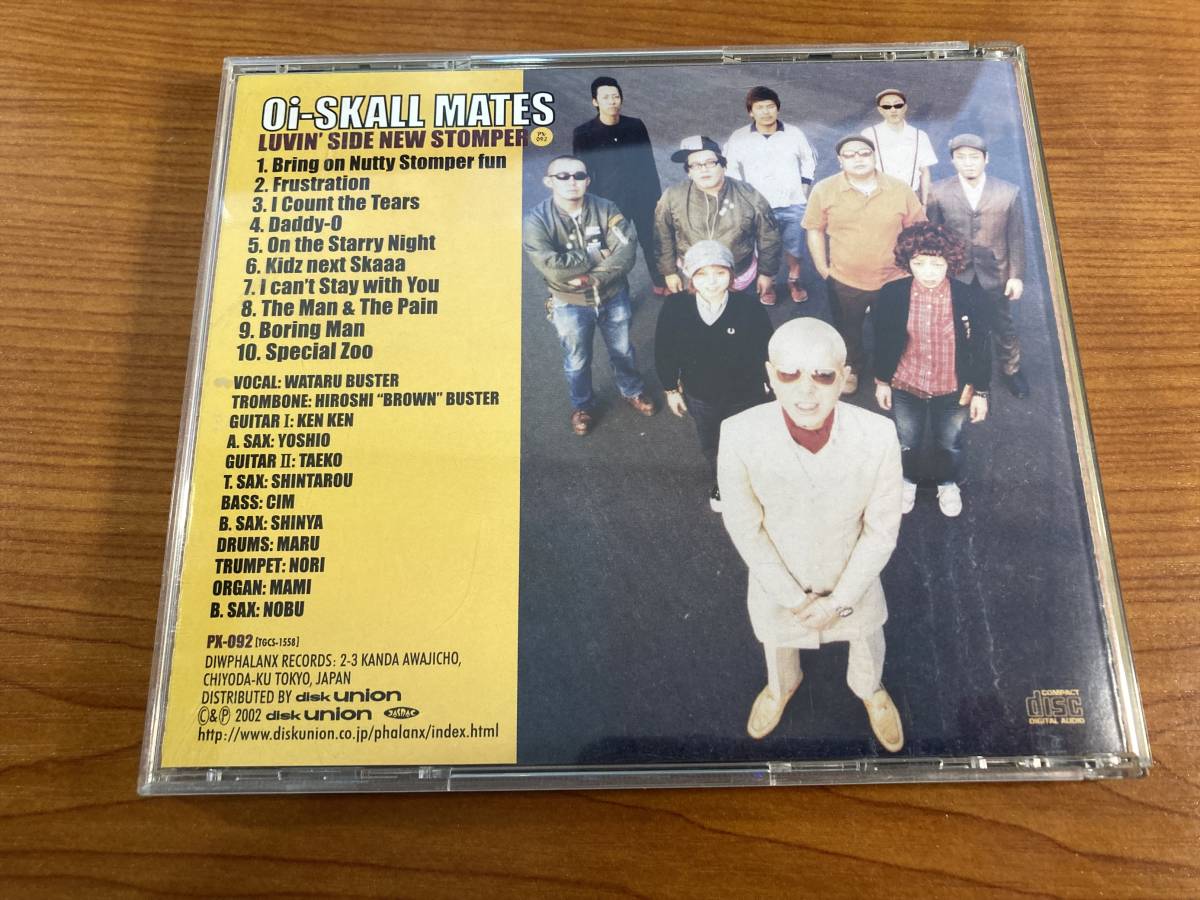 Oi-SKALL MATES
LUVIN' SIDE NEW STOMPER PX-092
1. Bring on Nutty Stomper fun
2. Frustration
3. I Count the Tears
4. Daddy-O
5. On the Starry Night
6. Kidz next Skaaa
7. I can't Stay with You
8. The Man & The Pain
9. Boring Man
10. Special Zoo
VOCAL: WATARU BUSTER
TROMBONE: HIROSHI "BROWN" BUSTER
GUITAR I: KEN KEN
A. SAX: YOSHIO
GUITAR II: TAEKO
T. SAX: SHINTAROU
BASS: CIM
B. SAX: SHINYA
DRUMS: MARU
TRUMPET: NORI
ORGAN: MAMI
B. SAX: NOBU
PX-092 [TGCS-1558]
DIWPHALANX RECORDS: 2-3 KANDA AWAJICHO,
CHIYODA-KU TOKYO, JAPAN
DISTRIBUTED BY disk union
©&℗ 2002 disk union JASRAC
http://www.diskunion.co.jp/phalanx/index.html
COMPACT
disc
DIGITAL AUDIO